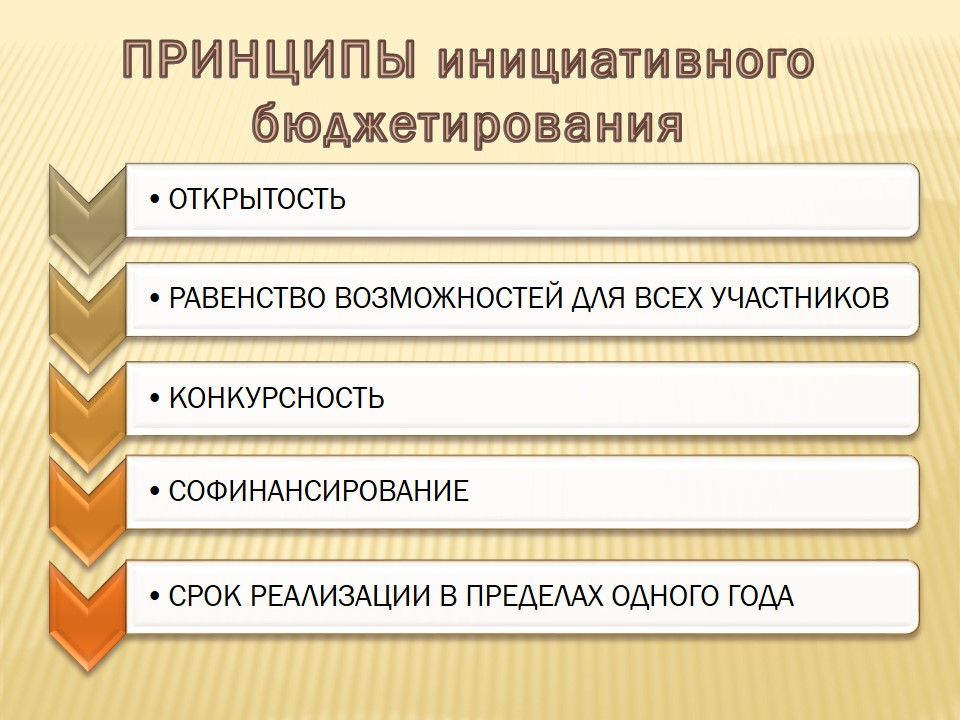 ПРИНЦИПЫ инициативного
бюджетирования
• ОТКРЫТОСТЬ
• РАВЕНСТВО ВОЗМОЖНОСТЕЙ ДЛЯ ВСЕХ УЧАСТНИКОВ
• КОНКУРСНОСТЬ
• СОФИНАНСИРОВАНИЕ
• СРОК РЕАЛИЗАЦИИ В ПРЕДЕЛАХ ОДНОГО ГОДА